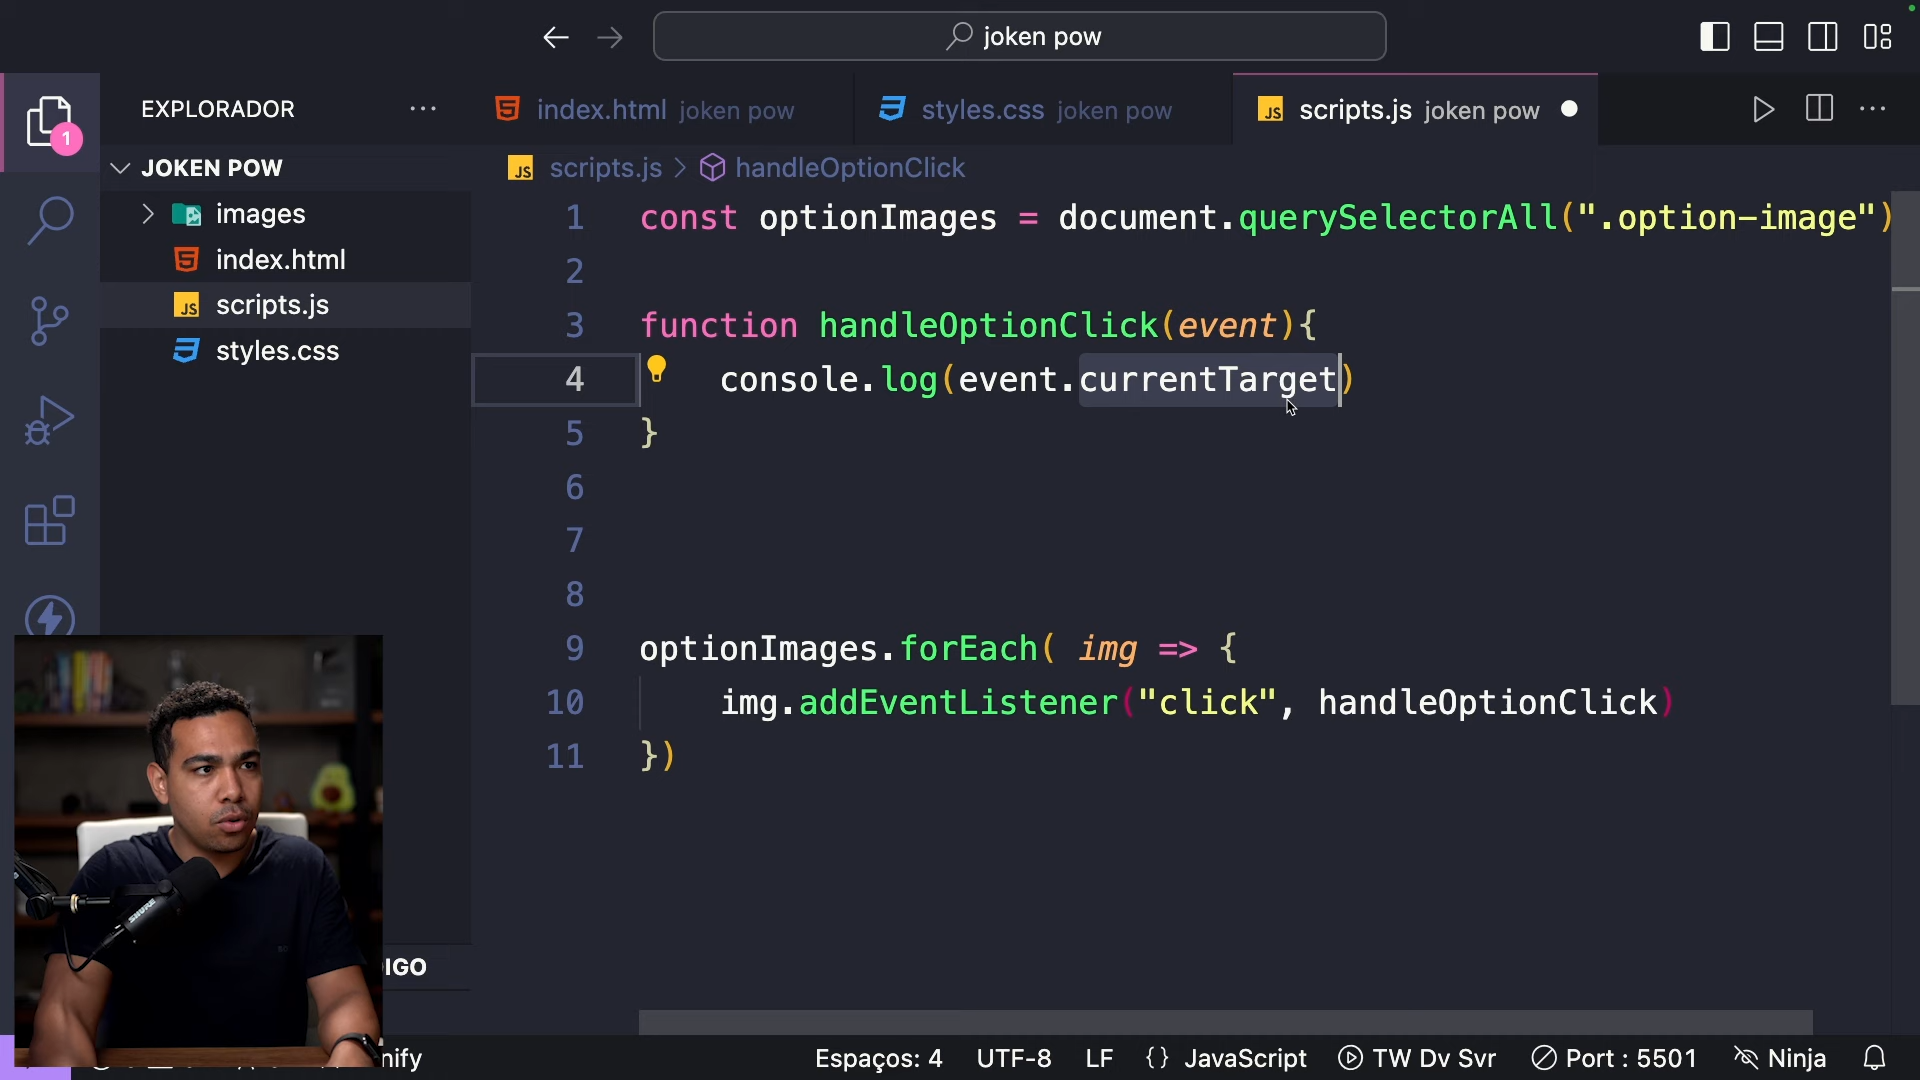 joken pow
EXPLORADOR
index.html joken pow
styles.css joken pow
scripts.js joken pow
1
JOKEN POW
scripts.js > handleOptionClick
images
index.html
scripts.js
styles.css
1 const optionImages = document.querySelectorAll(".option-image")
2
3 function handleOptionClick(event){
4 console.log(event.currentTarget)
5 }
6
7
8
9 optionImages.forEach( img => {
10 img.addEventListener("click", handleOptionClick)
11 })
SHURE
IGO
nify
Espaços: 4
UTF-8
LF
{} JavaScript
TW Dv Svr
Port : 5501
Ninja